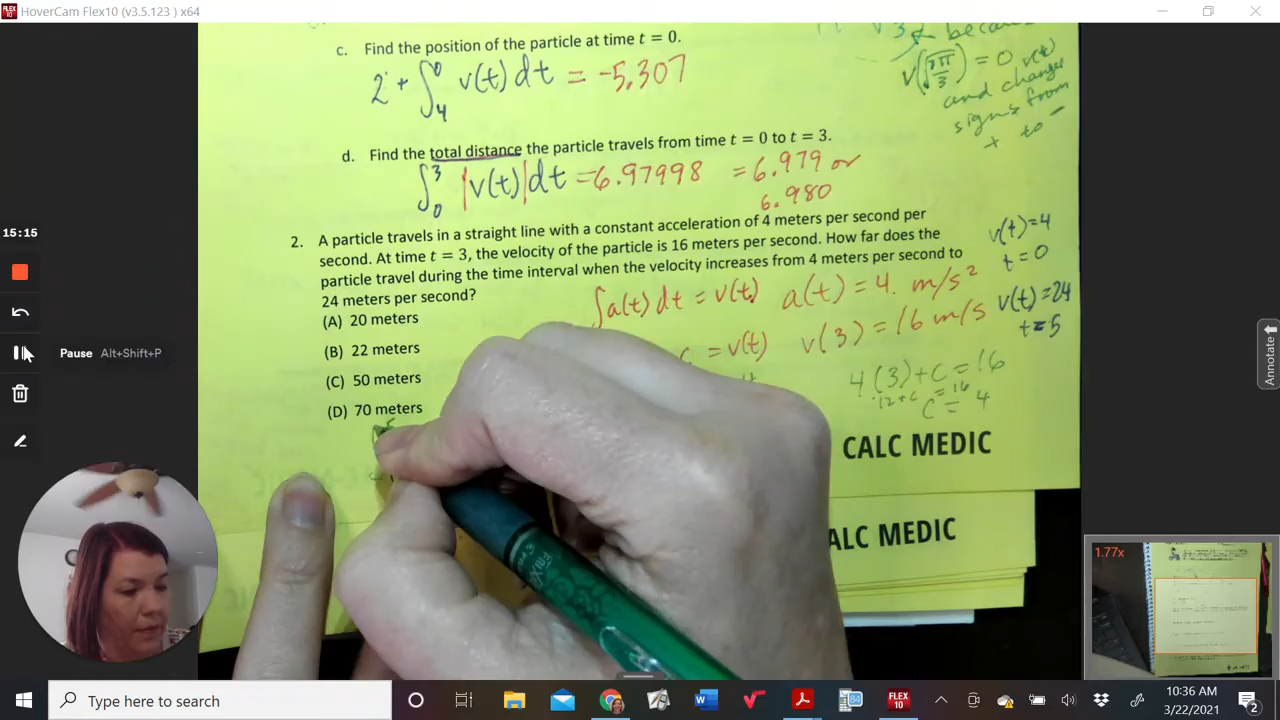 HoverCam Flex10 (v3.5.123 ) x64
c. Find the position of the particle at time t = 0.
2 + ∫₄⁰ v(t) dt = -5.307
v(√3π/3) = 0 v(t)
and changes
signs from
+ to -
d. Find the total distance the particle travels from time t = 0 to t = 3.
∫₀³ |v(t)| dt = 6.97998 = 6.979 or
6.980
2. A particle travels in a straight line with a constant acceleration of 4 meters per second per
second. At time t = 3, the velocity of the particle is 16 meters per second. How far does the
particle travel during the time interval when the velocity increases from 4 meters per second to
24 meters per second?
v(t)=4
t=0
(A) 20 meters
∫a(t) dt = v(t) a(t) = 4. m/s²
v(t)=24
t=5
(B) 22 meters
C = v(t) v(3) = 16 m/s
(C) 50 meters
4(3)+C = 16
12+C = 16
C = 4
(D) 70 meters
CALC MEDIC
ALC MEDIC
15:15
Pause Alt+Shift+P
Annotate
1.77x
Type here to search
FLEX
10
10:36 AM
3/22/2021
2